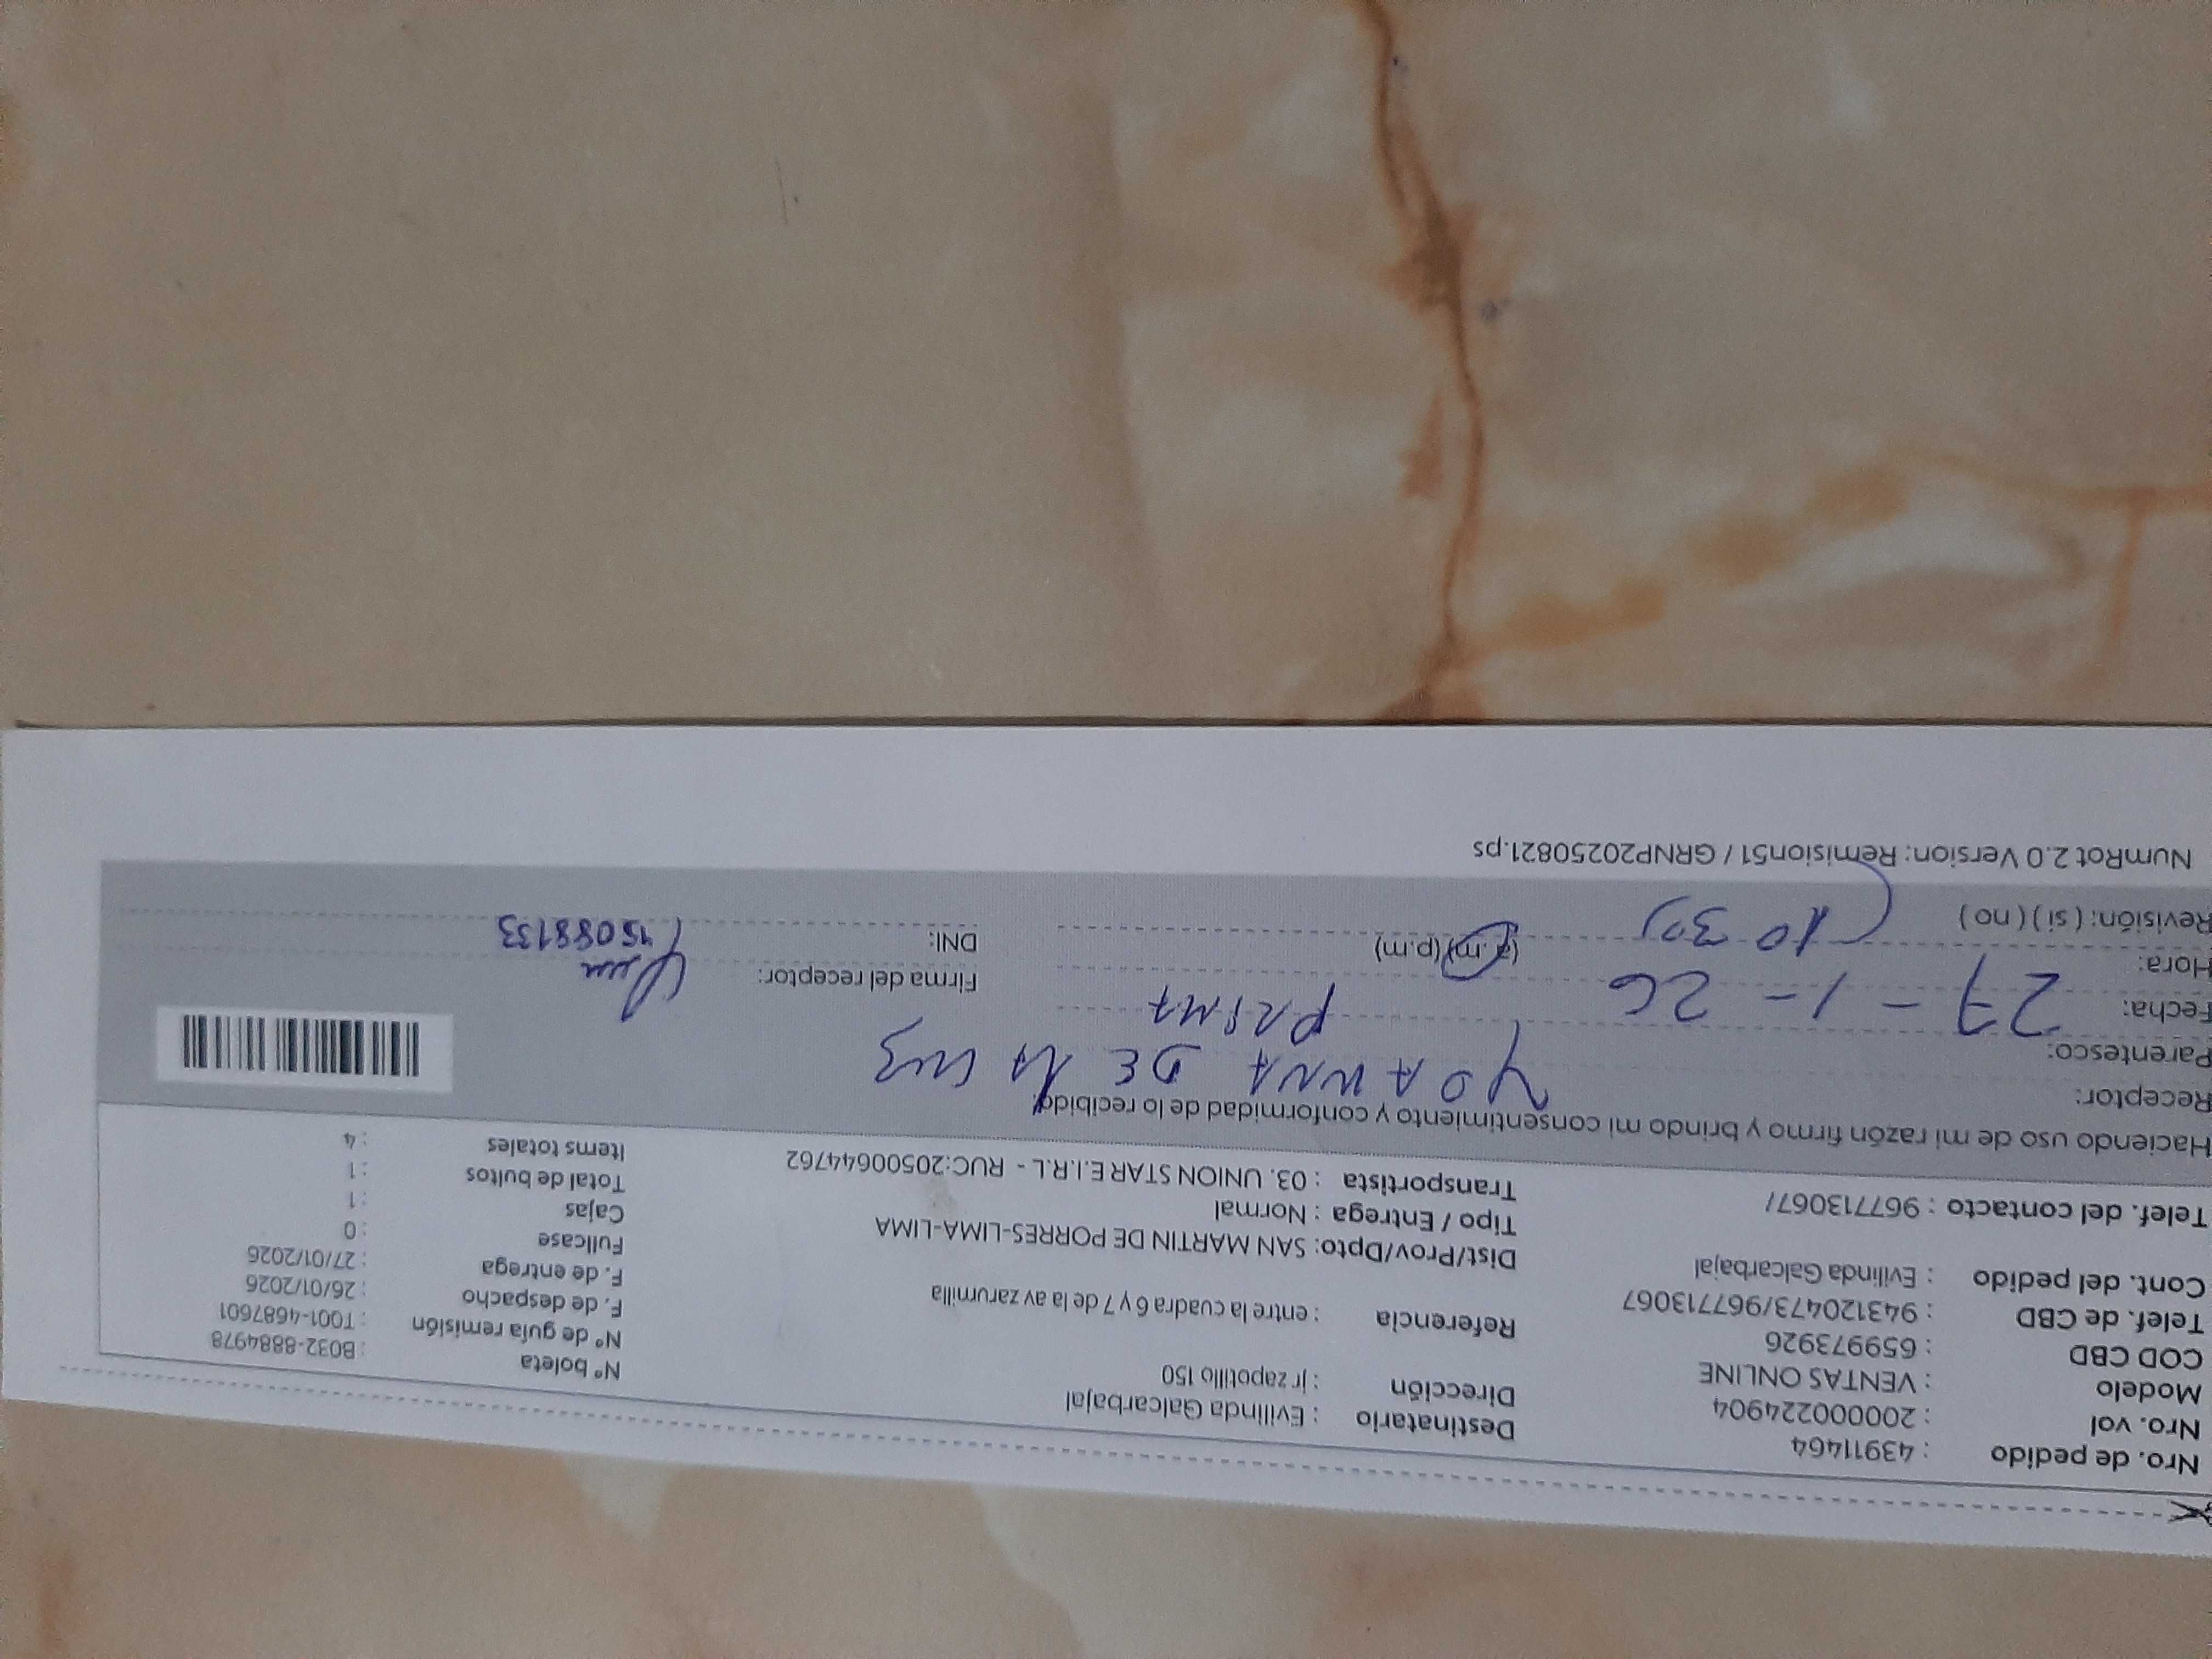 Nro. de pedido : 43911464
Nro. vol : 200000224904
Modelo : VENTAS ONLINE
COD CBD : 659973926
Telef. de CBD : 943120473/967713067
Cont. del pedido : Evilinda Galcarbajal
Telef. del contacto : 967713067/
Destinatario : Evilinda Galcarbajal
Dirección : jr zapotillo 150
Referencia : entre la cuadra 6 y 7 de la av zarumilla
Dist/Prov/Dpto: SAN MARTIN DE PORRES-LIMA-LIMA
Tipo / Entrega : Normal
Transportista : 03. UNION STAR E.I.R.L - RUC:20500644762
N° boleta : B032-8884978
N° de guía remisión : T001-4687601
F. de despacho : 26/01/2026
F. de entrega : 27/01/2026
Fullcase : 0
Cajas : 1
Total de bultos : 1
Items totales : 4
Haciendo uso de mi razón firmo y brindo mi consentimiento y conformidad de lo recibido.
Receptor: YOANNA DE la CRUZ
Parentesco: PRIMA
Fecha: 27-1-26
Hora: 10 30 (a.m) (p.m)
Revisión: ( si ) ( no )
Firma del receptor:
DNI:
NumRot 2.0 Version: Remision51 / GRNP20250821.ps